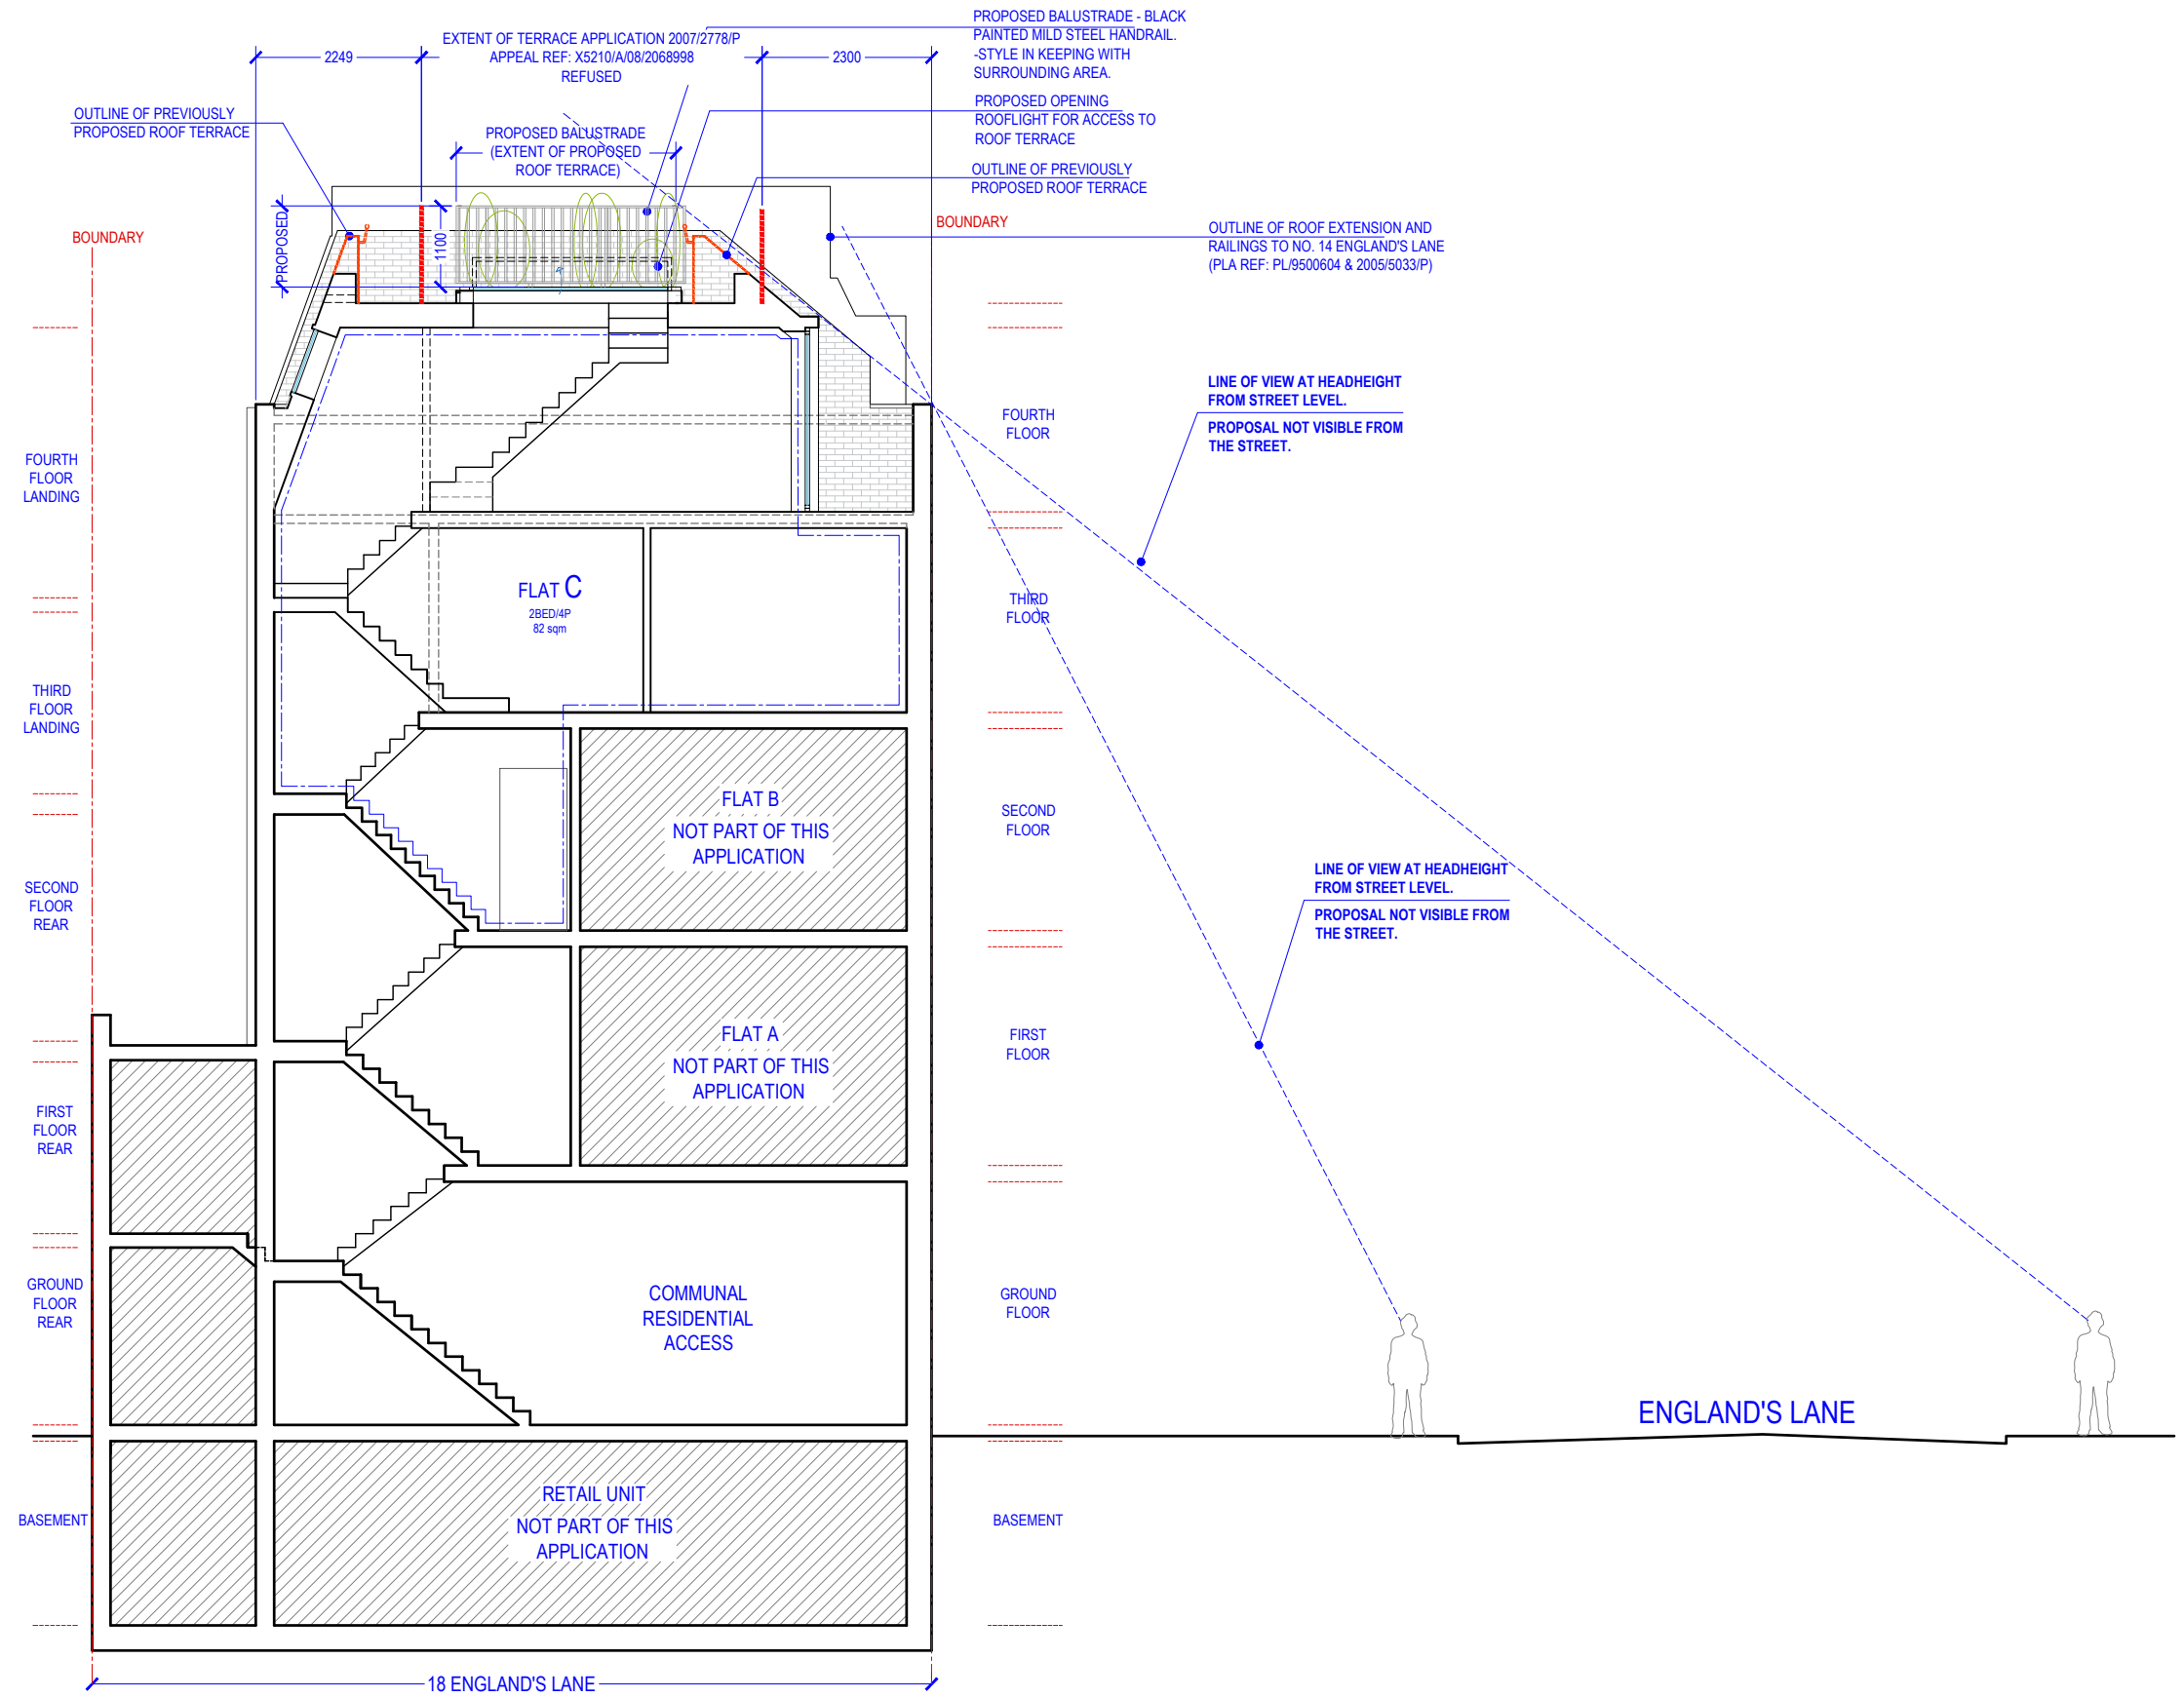 PROPOSED BALUSTRADE - BLACK
PAINTED MILD STEEL HANDRAIL.
-STYLE IN KEEPING WITH
SURROUNDING AREA.
EXTENT OF TERRACE APPLICATION 2007/2778/P
APPEAL REF: X5210/A/08/2068998
REFUSED
2249
2300
PROPOSED OPENING
ROOFLIGHT FOR ACCESS TO
ROOF TERRACE
OUTLINE OF PREVIOUSLY
PROPOSED ROOF TERRACE
PROPOSED BALUSTRADE
(EXTENT OF PROPOSED
ROOF TERRACE)
OUTLINE OF PREVIOUSLY
PROPOSED ROOF TERRACE
BOUNDARY
BOUNDARY
PROPOSED
1100
OUTLINE OF ROOF EXTENSION AND
RAILINGS TO NO. 14 ENGLAND'S LANE
(PLA REF: PL/9500604 & 2005/5033/P)
LINE OF VIEW AT HEADHEIGHT
FROM STREET LEVEL.
PROPOSAL NOT VISIBLE FROM
THE STREET.
FOURTH
FLOOR
FOURTH
FLOOR
LANDING
FLAT C
2BED/4P
82 sqm
THIRD
FLOOR
THIRD
FLOOR
LANDING
FLAT B
NOT PART OF THIS
APPLICATION
SECOND
FLOOR
SECOND
FLOOR
REAR
LINE OF VIEW AT HEADHEIGHT
FROM STREET LEVEL.
PROPOSAL NOT VISIBLE FROM
THE STREET.
FLAT A
NOT PART OF THIS
APPLICATION
FIRST
FLOOR
FIRST
FLOOR
REAR
GROUND
FLOOR
REAR
COMMUNAL
RESIDENTIAL
ACCESS
GROUND
FLOOR
ENGLAND'S LANE
BASEMENT
RETAIL UNIT
NOT PART OF THIS
APPLICATION
BASEMENT
18 ENGLAND'S LANE